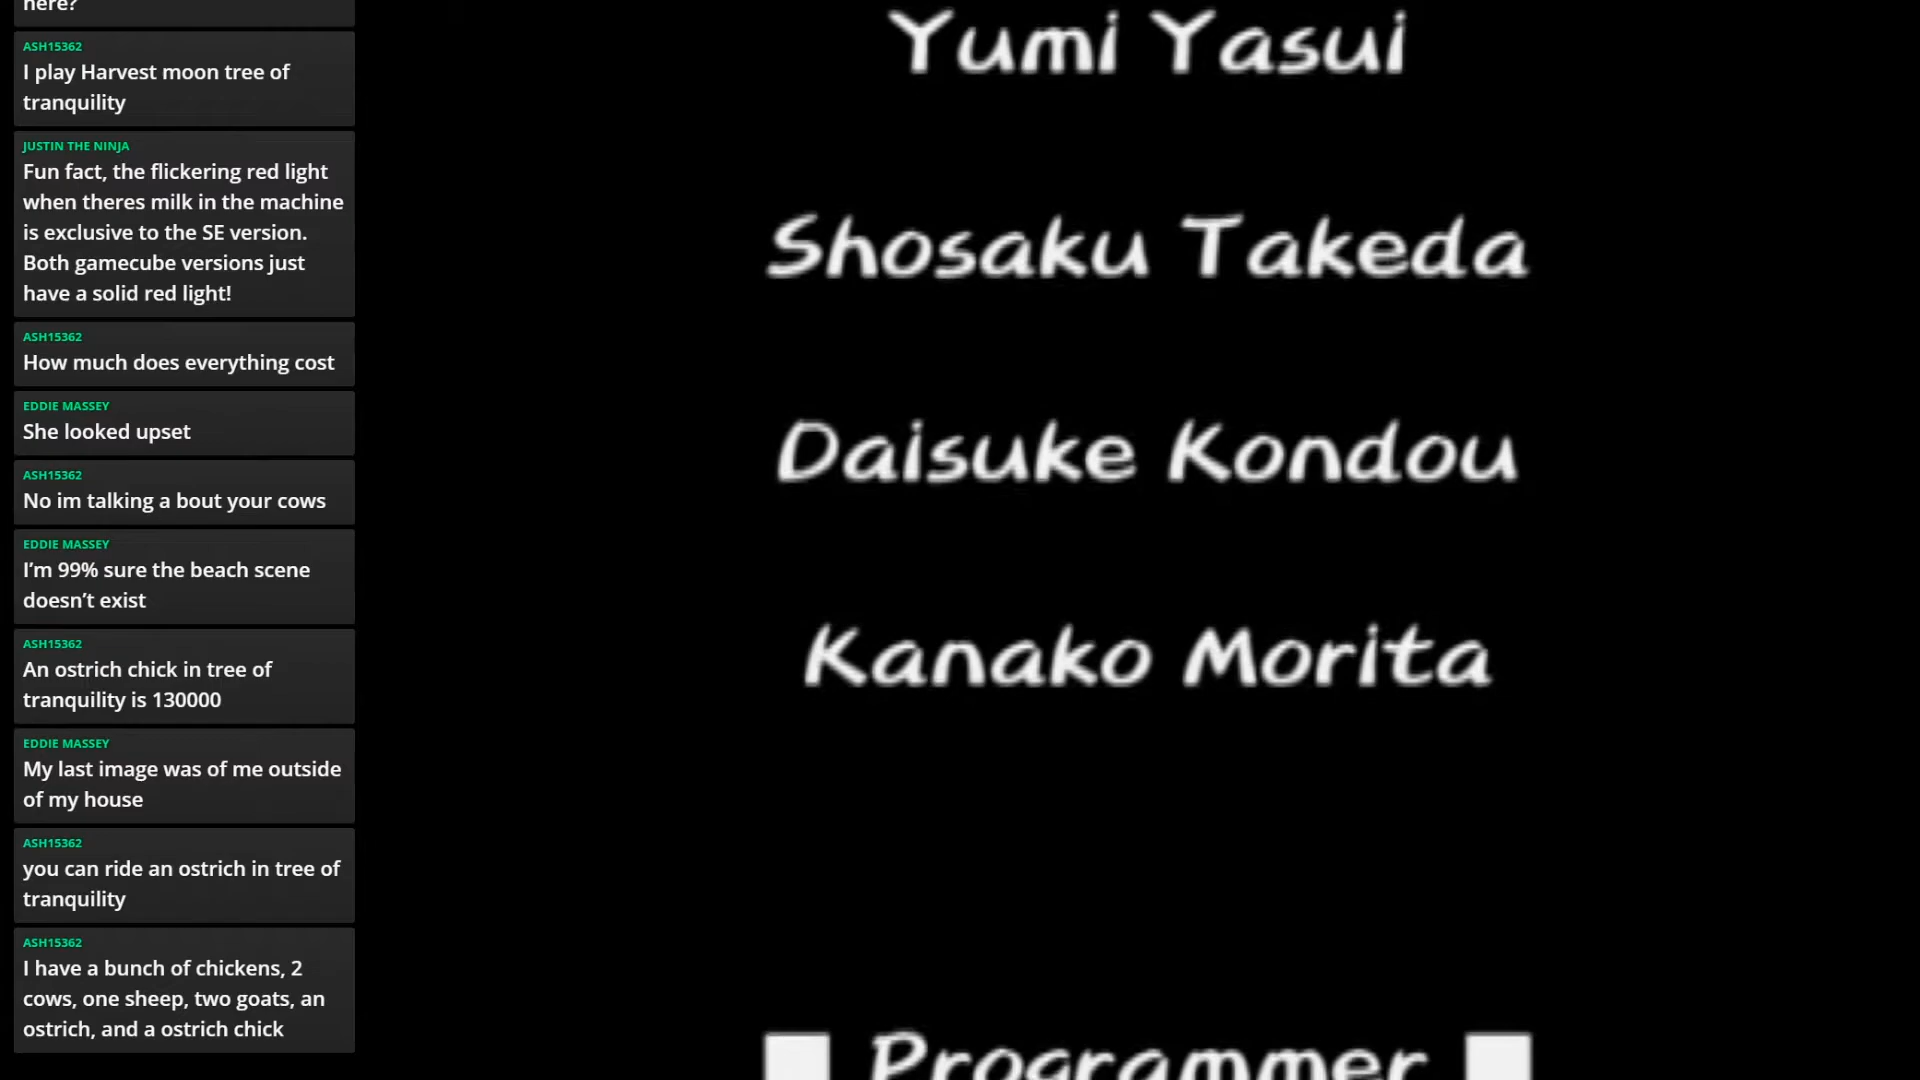 here?
ASH15362
I play Harvest moon tree of
tranquility
JUSTIN THE NINJA
Fun fact, the flickering red light
when theres milk in the machine
is exclusive to the SE version.
Both gamecube versions just
have a solid red light!
ASH15362
How much does everything cost
EDDIE MASSEY
She looked upset
ASH15362
No im talking a bout your cows
EDDIE MASSEY
I’m 99% sure the beach scene
doesn’t exist
ASH15362
An ostrich chick in tree of
tranquility is 130000
EDDIE MASSEY
My last image was of me outside
of my house
ASH15362
you can ride an ostrich in tree of
tranquility
ASH15362
I have a bunch of chickens, 2
cows, one sheep, two goats, an
ostrich, and a ostrich chick
Yumi Yasui
Shosaku Takeda
Daisuke Kondou
Kanako Morita
■ Programmer ■